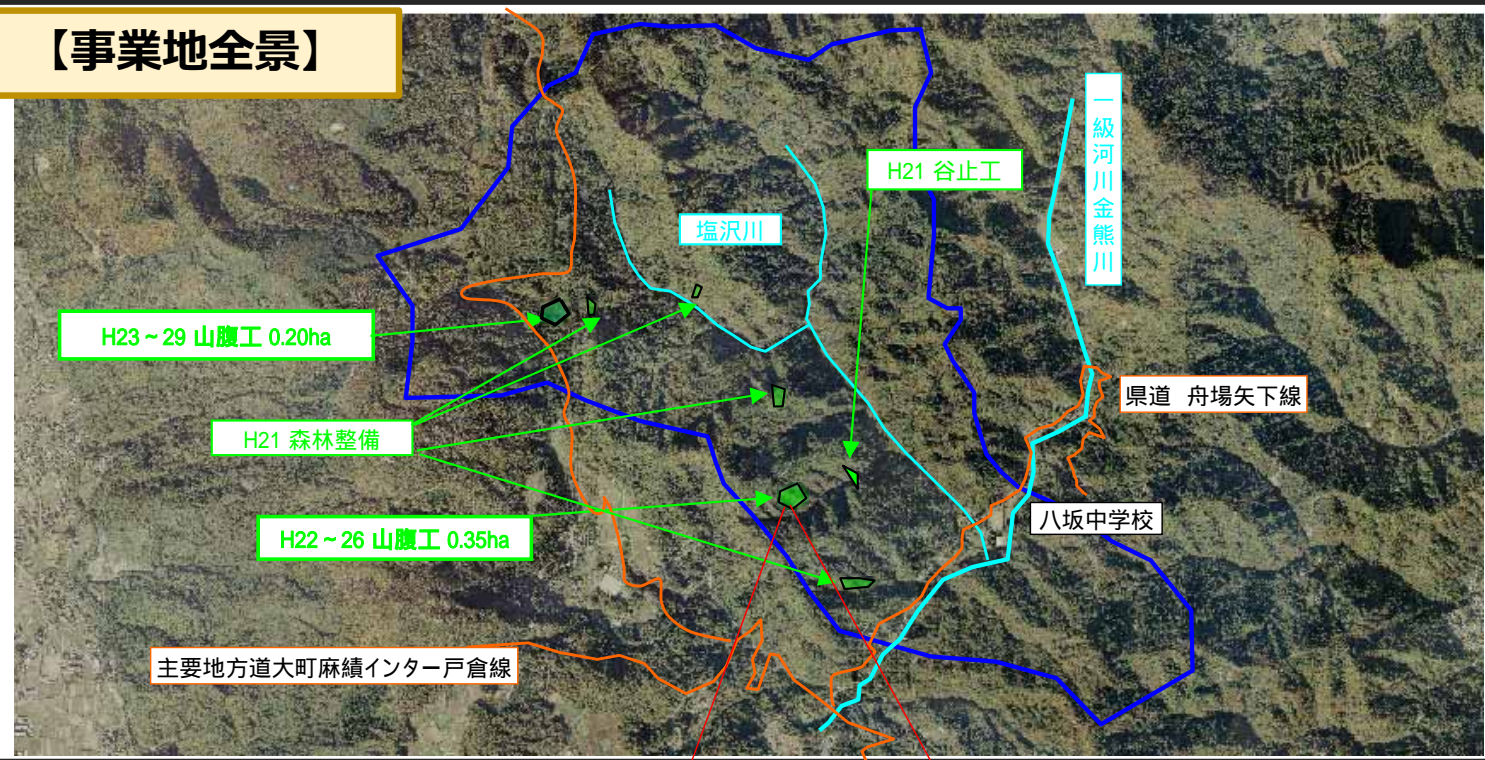 【事業地全景】
一級河川金熊川
H21 谷止工
塩沢川
H23～29 山腹工 0.20ha
県道 舟場矢下線
H21 森林整備
八坂中学校
H22～26 山腹工 0.35ha
主要地方道大町麻績インター戸倉線